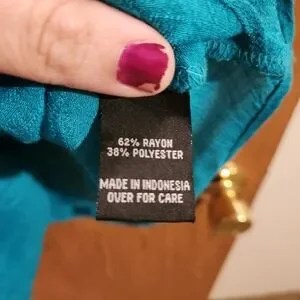 62% RAYON
38% POLYESTER
MADE IN INDONESIA
OVER FOR CARE